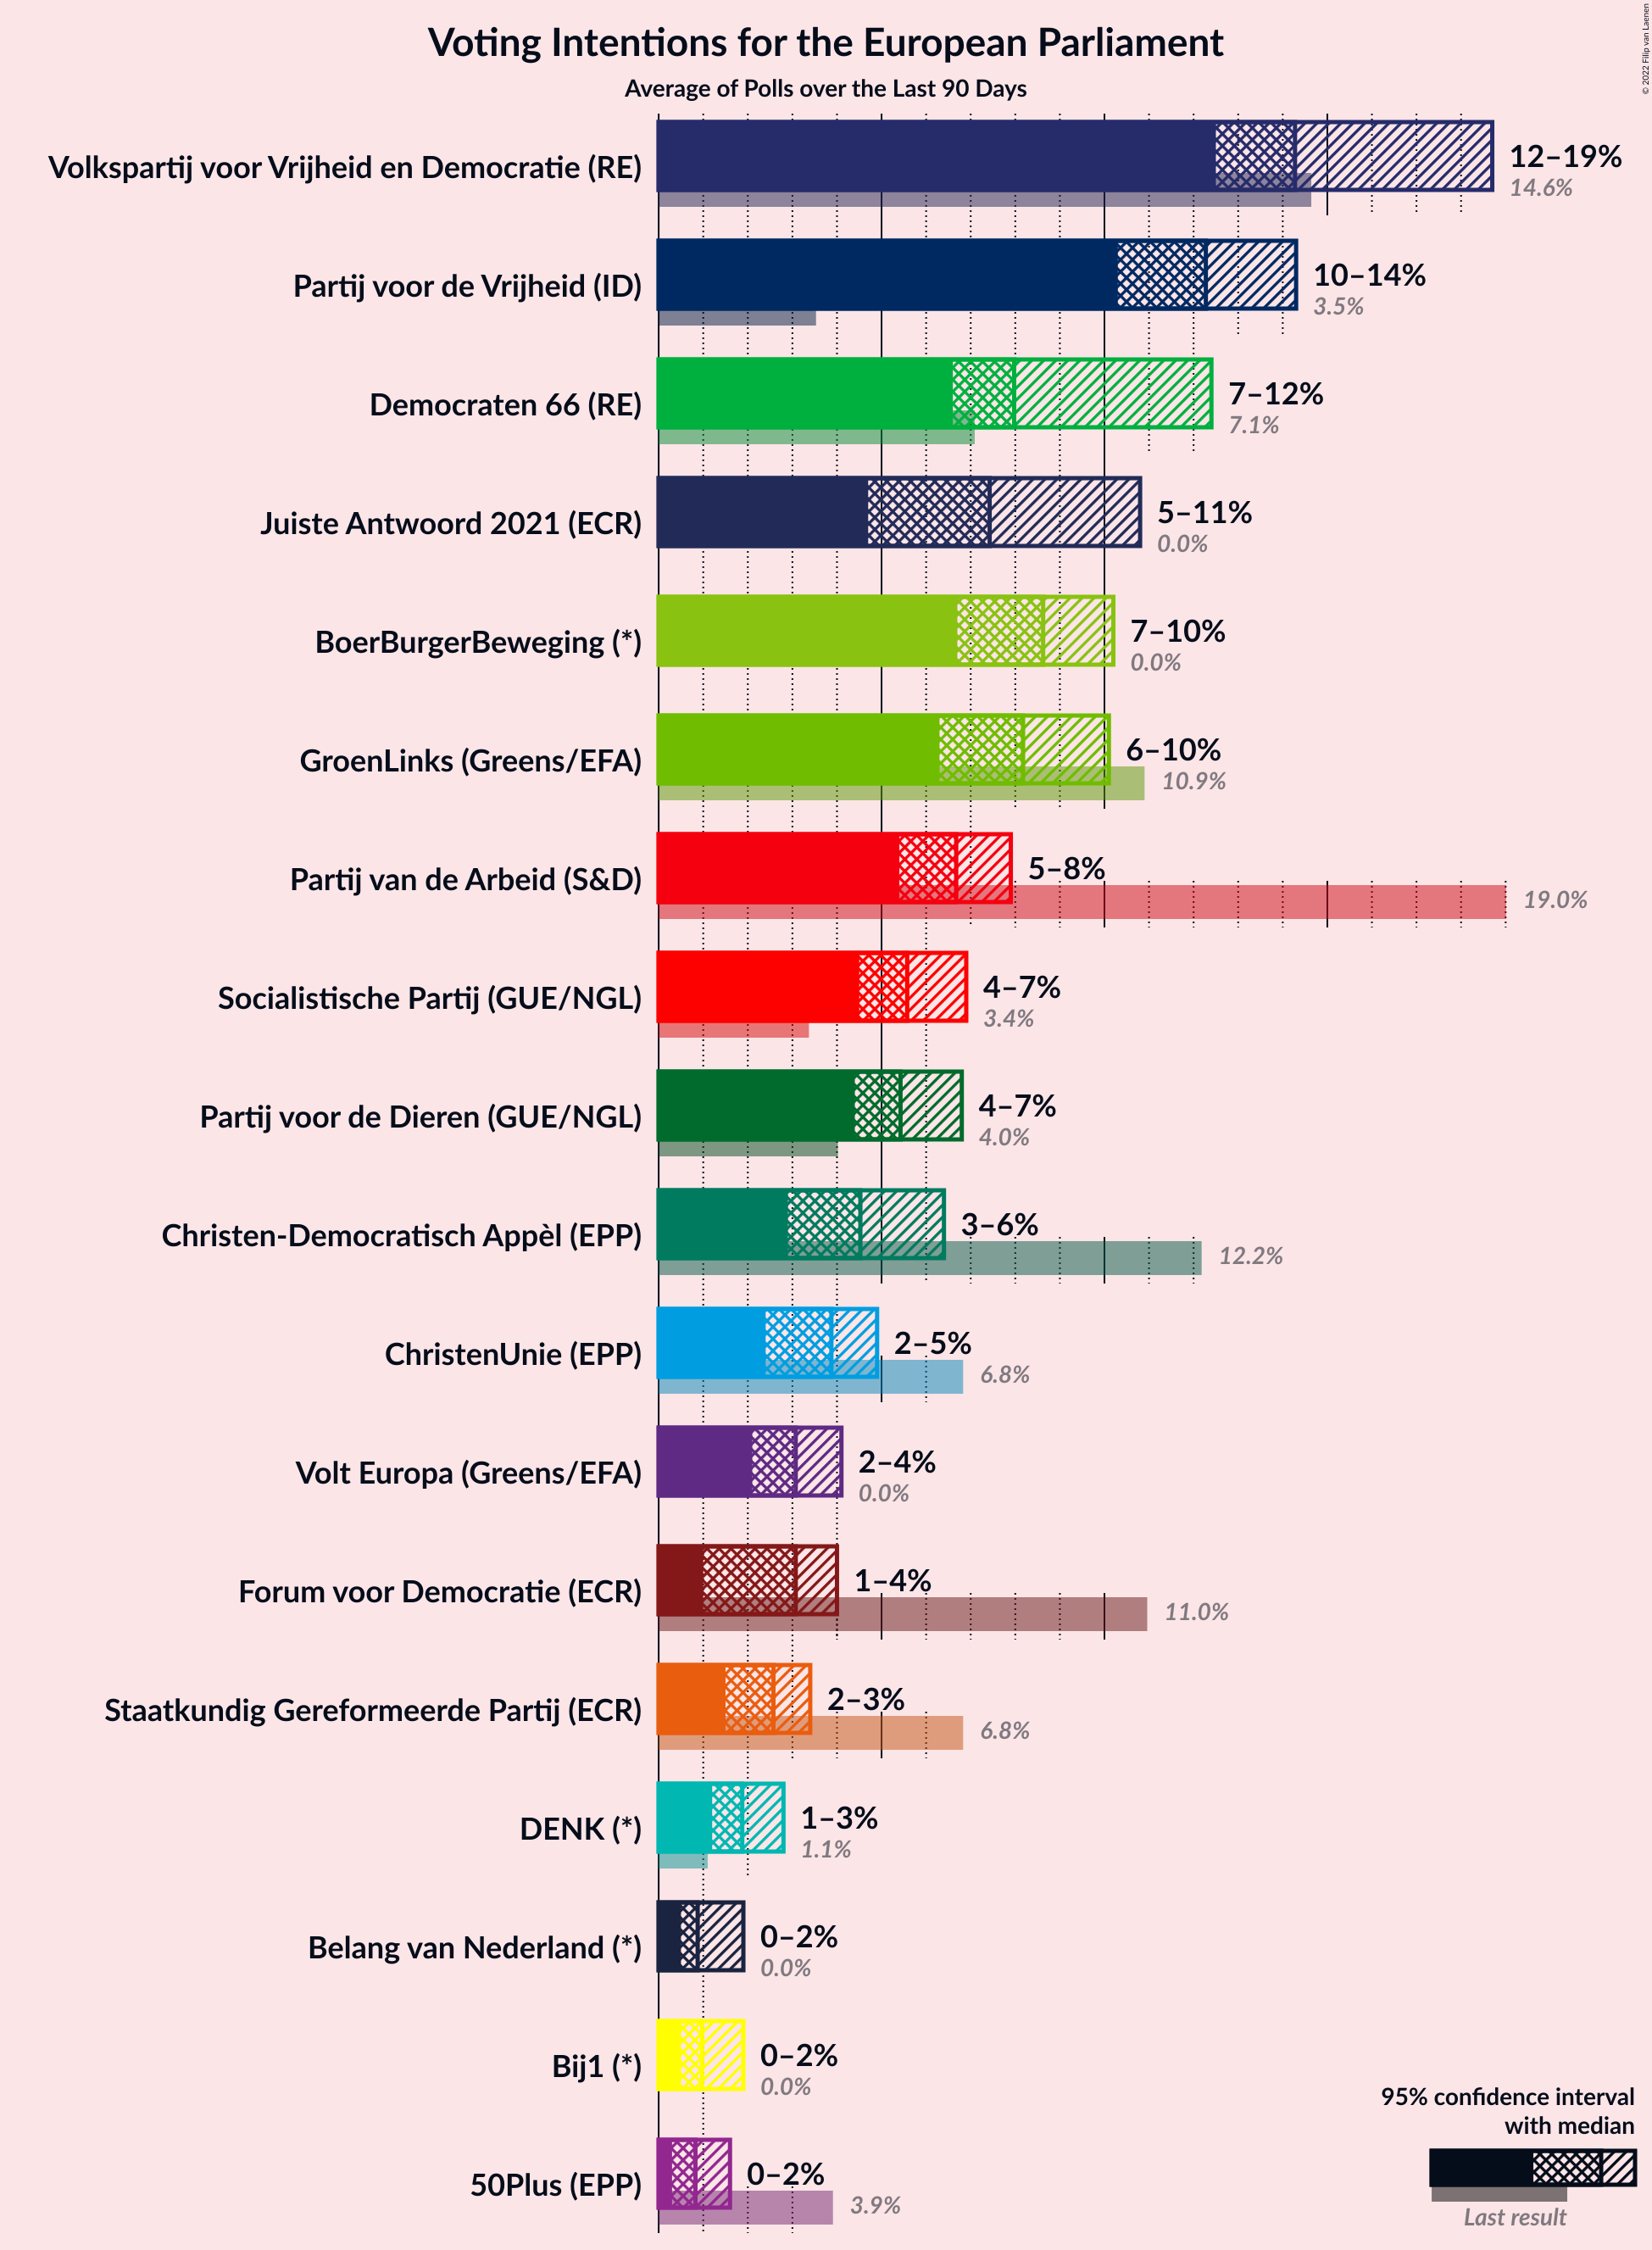 Voting Intentions for the European Parliament
Average of Polls over the Last 90 Days
© 2022 Filip van Laenen
Volkspartij voor Vrijheid en Democratie (RE)
12–19%
14.6%
Partij voor de Vrijheid (ID)
10–14%
3.5%
Democraten 66 (RE)
7–12%
7.1%
Juiste Antwoord 2021 (ECR)
5–11%
0.0%
BoerBurgerBeweging (*)
7–10%
0.0%
GroenLinks (Greens/EFA)
6–10%
10.9%
Partij van de Arbeid (S&D)
5–8%
19.0%
Socialistische Partij (GUE/NGL)
4–7%
3.4%
Partij voor de Dieren (GUE/NGL)
4–7%
4.0%
Christen-Democratisch Appèl (EPP)
3–6%
12.2%
ChristenUnie (EPP)
2–5%
6.8%
Volt Europa (Greens/EFA)
2–4%
0.0%
Forum voor Democratie (ECR)
1–4%
11.0%
Staatkundig Gereformeerde Partij (ECR)
2–3%
6.8%
DENK (*)
1–3%
1.1%
Belang van Nederland (*)
0–2%
0.0%
Bij1 (*)
0–2%
0.0%
50Plus (EPP)
0–2%
3.9%
95% confidence interval
with median
Last result